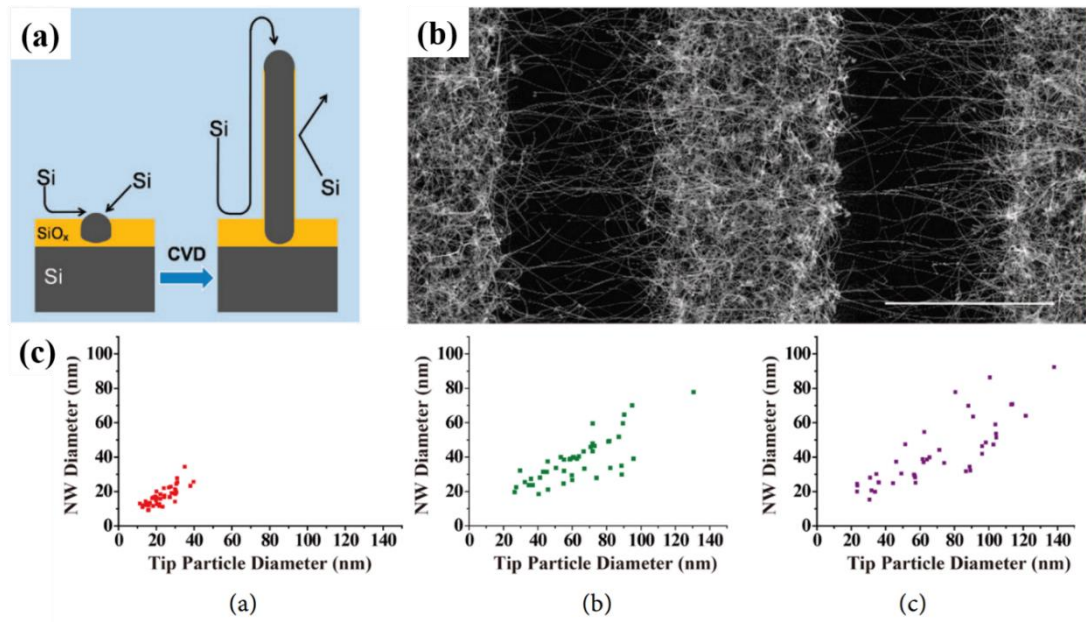 (a)
Si
Si
SiOₓ
Si
CVD
Si
Si
(b)
(c)
NW Diameter (nm)
100
80
60
40
20
0
0 20 40 60 80 100 120 140
Tip Particle Diameter (nm)
(a)
NW Diameter (nm)
100
80
60
40
20
0
0 20 40 60 80 100 120 140
Tip Particle Diameter (nm)
(b)
NW Diameter (nm)
100
80
60
40
20
0
0 20 40 60 80 100 120 140
Tip Particle Diameter (nm)
(c)